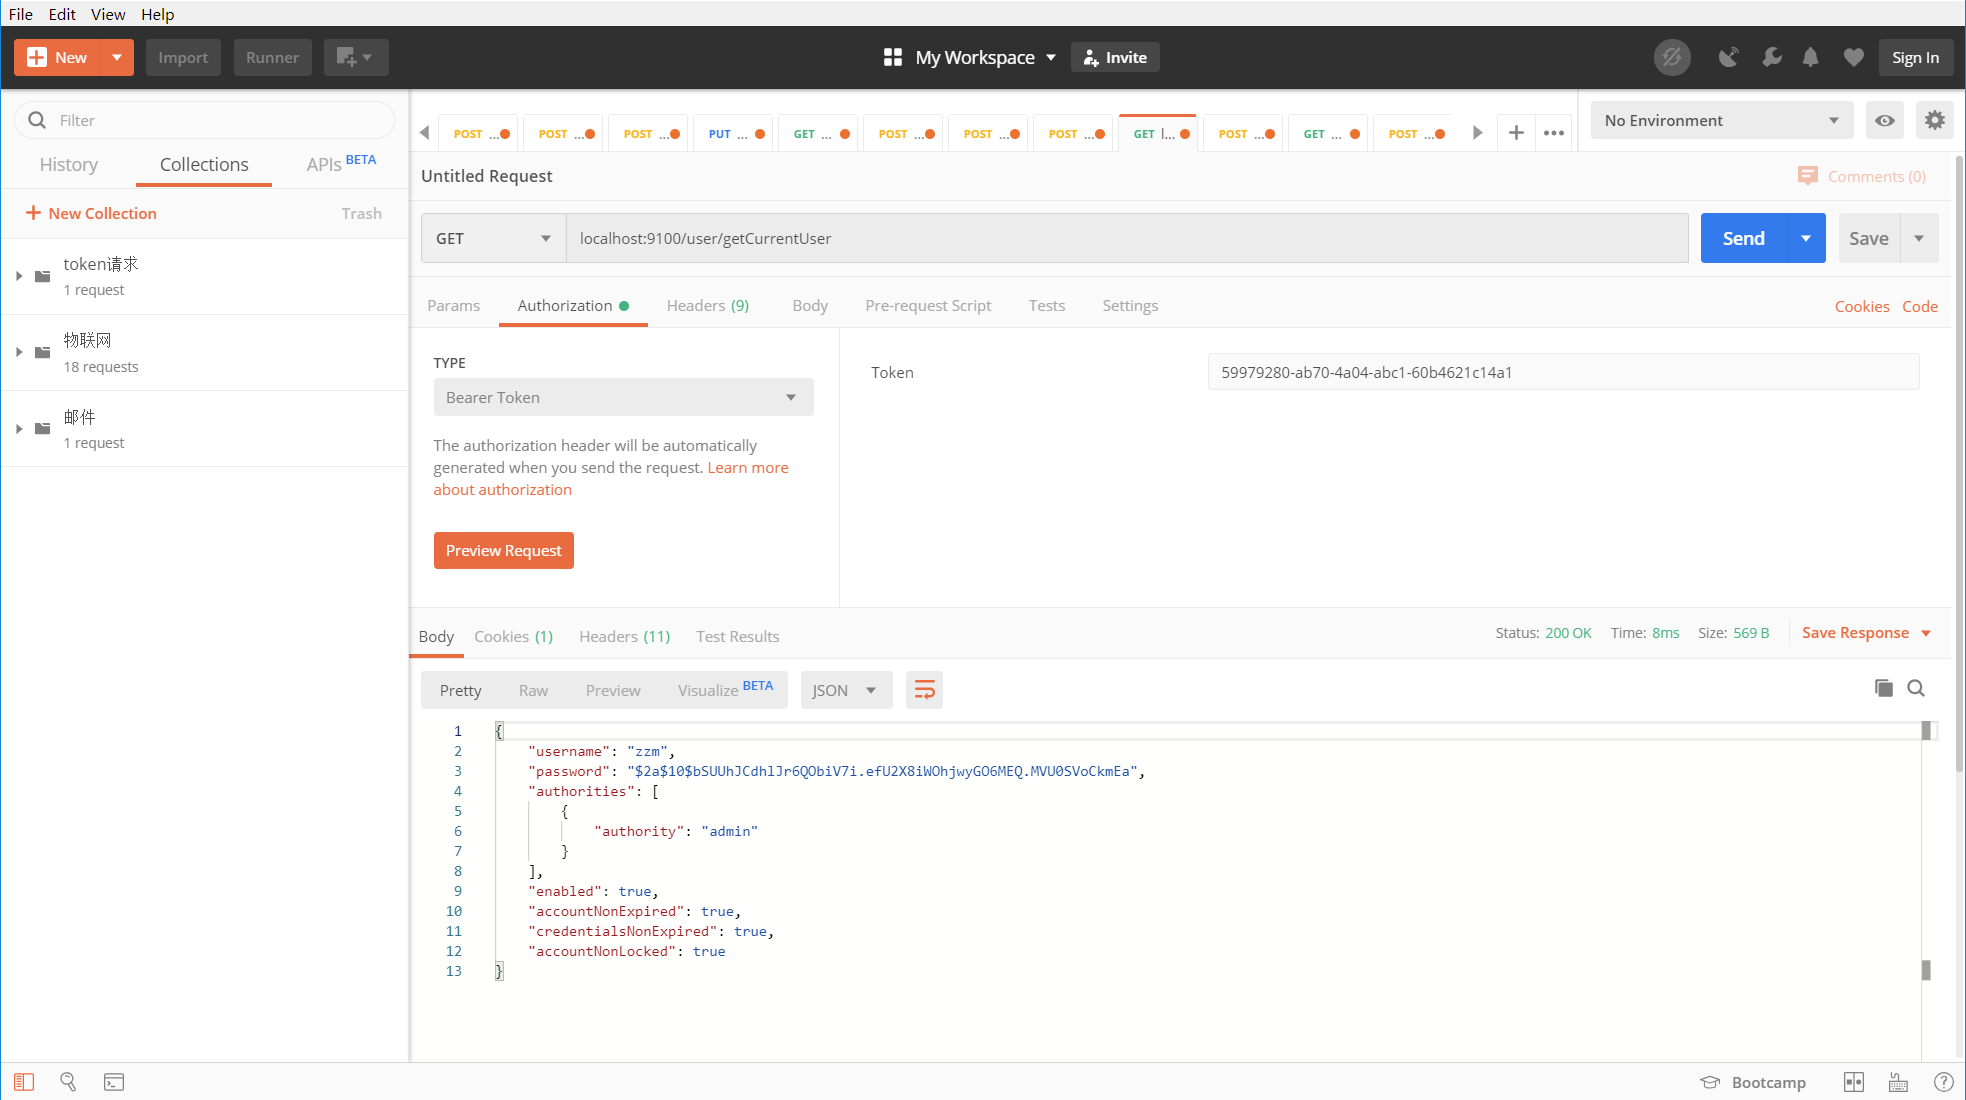 File Edit View Help
New Import Runner My Workspace Invite Sign In
Filter
History Collections APIs BETA
New Collection Trash
token请求
1 request
物联网
18 requests
邮件
1 request
POST ... POST ... POST ... PUT ... GET ... POST ... POST ... POST ... GET l... POST ... GET ... POST ...
No Environment
Untitled Request Comments (0)
GET localhost:9100/user/getCurrentUser Send Save
Params Authorization Headers (9) Body Pre-request Script Tests Settings Cookies Code
TYPE
Bearer Token
The authorization header will be automatically
generated when you send the request. Learn more
about authorization
Preview Request
Token 59979280-ab70-4a04-abc1-60b4621c14a1
Body Cookies (1) Headers (11) Test Results Status: 200 OK Time: 8ms Size: 569 B Save Response
Pretty Raw Preview Visualize BETA JSON
1 {
2 "username": "zzm",
3 "password": "$2a$10$bSUUhJCdhlJr6QObiV7i.efU2X8iWOhjwyGO6MEQ.MVU0SVoCkmEa",
4 "authorities": [
5 {
6 "authority": "admin"
7 }
8 ],
9 "enabled": true,
10 "accountNonExpired": true,
11 "credentialsNonExpired": true,
12 "accountNonLocked": true
13 }
Bootcamp